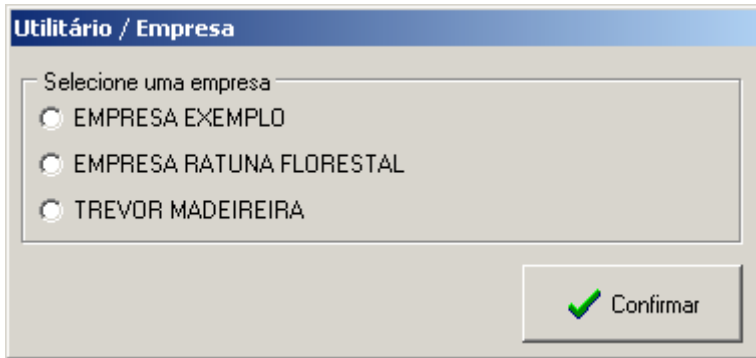 Utilitário / Empresa
Selecione uma empresa
EMPRESA EXEMPLO
EMPRESA RATUNA FLORESTAL
TREVOR MADEIREIRA
Confirmar